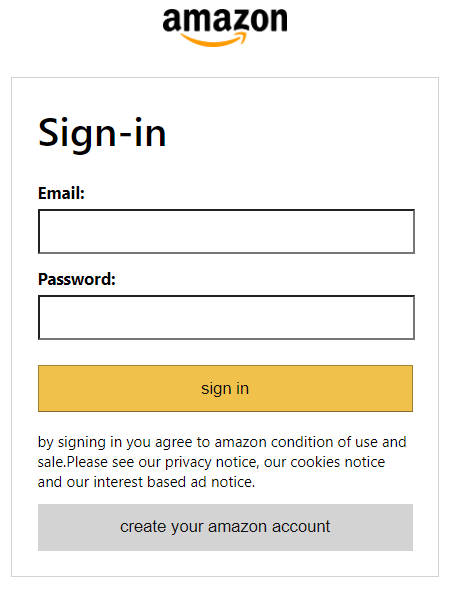 amazon
Sign-in
Email:
Password:
sign in
by signing in you agree to amazon condition of use and
sale.Please see our privacy notice, our cookies notice
and our interest based ad notice.
create your amazon account